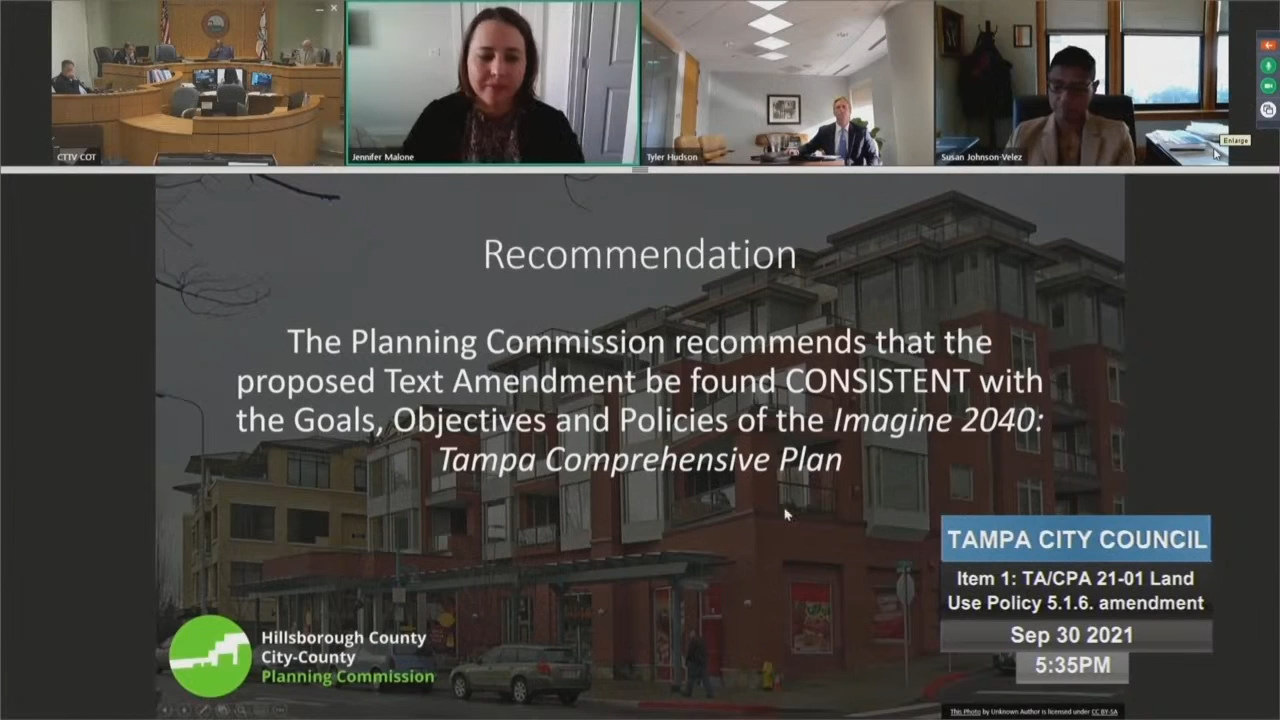 CTTV COT
Jennifer Malone
Tyler Hudson
Susan Johnson-Velez
Enlarge
Recommendation
The Planning Commission recommends that the
proposed Text Amendment be found CONSISTENT with
the Goals, Objectives and Policies of the Imagine 2040:
Tampa Comprehensive Plan
TAMPA CITY COUNCIL
Item 1: TA/CPA 21-01 Land
Use Policy 5.1.6. amendment
Sep 30 2021
5:35PM
Hillsborough County
City-County
Planning Commission
This Photo by Unknown Author is licensed under CC BY-SA